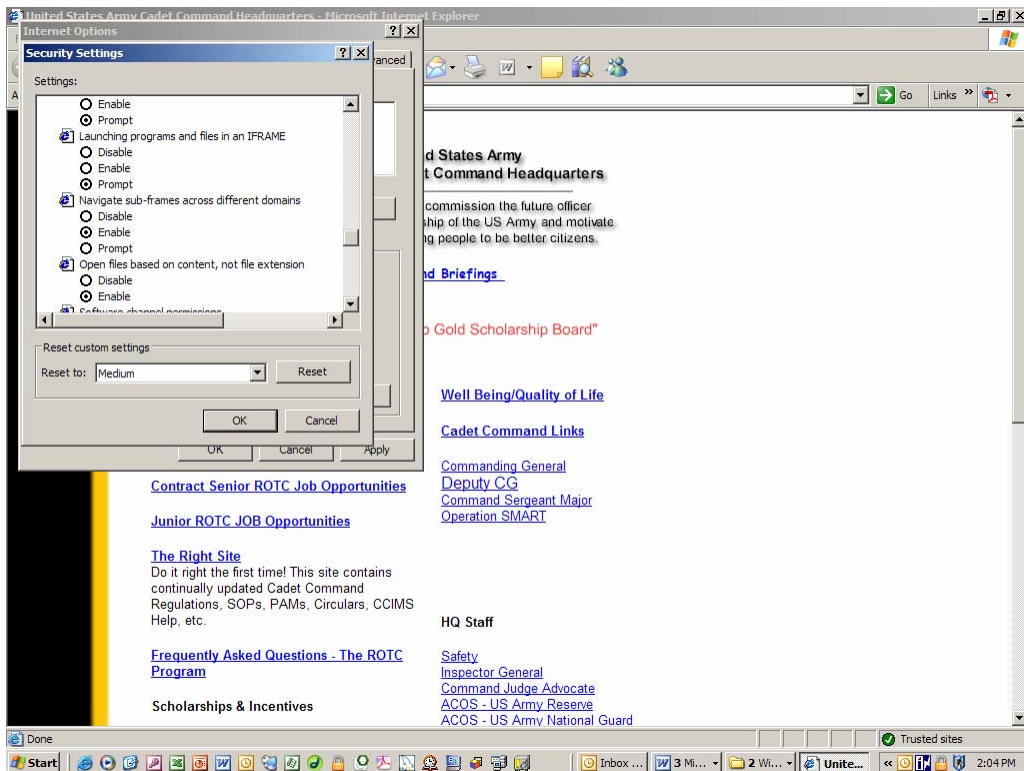 United States Army Cadet Command Headquarters - Microsoft Internet Explorer
Internet Options
Security Settings
Settings:
Enable
Prompt
Launching programs and files in an IFRAME
Disable
Enable
Prompt
Navigate sub-frames across different domains
Disable
Enable
Prompt
Open files based on content, not file extension
Disable
Enable
Software channel permissions
Reset custom settings
Reset to: Medium Reset
OK Cancel
OK Cancel Apply
anced
Go Links »
d States Army
t Command Headquarters
commission the future officer
ship of the US Army and motivate
ng people to be better citizens.
nd Briefings
o Gold Scholarship Board"
Well Being/Quality of Life
Cadet Command Links
Commanding General
Deputy CG
Command Sergeant Major
Operation SMART
Contract Senior ROTC Job Opportunities
Junior ROTC JOB Opportunities
The Right Site
Do it right the first time! This site contains
continually updated Cadet Command
Regulations, SOPs, PAMs, Circulars, CCIMS
Help, etc.
Frequently Asked Questions - The ROTC
Program
Scholarships & Incentives
HQ Staff
Safety
Inspector General
Command Judge Advocate
ACOS - US Army Reserve
ACOS - US Army National Guard
Done Trusted sites
Start Inbox ... 3 Mi... 2 Wi... Unite... « 2:04 PM